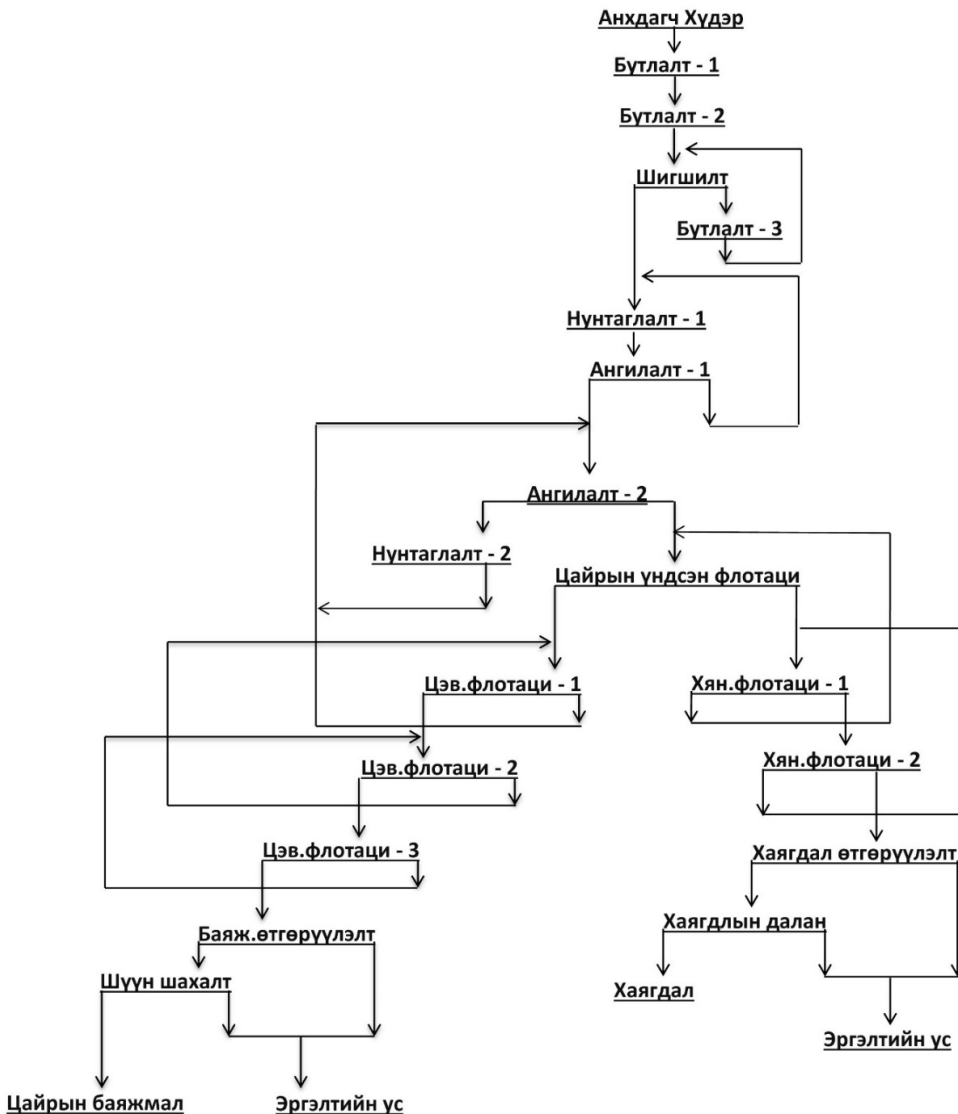 Анхдагч Хүдэр
Бутлалт - 1
Бутлалт - 2
Шигшилт
Бутлалт - 3
Нунтаглалт - 1
Ангилалт - 1
Ангилалт - 2
Нунтаглалт - 2
Цайрын үндсэн флотаци
Цэв.флотаци - 1
Хян.флотаци - 1
Цэв.флотаци - 2
Хян.флотаци - 2
Цэв.флотаци - 3
Хаягдал өтгөрүүлэлт
Хаягдлын далан
Баяж.өтгөрүүлэлт
Шүүн шахалт
Хаягдал
Эргэлтийн ус
Цайрын баяжмал
Эргэлтийн ус